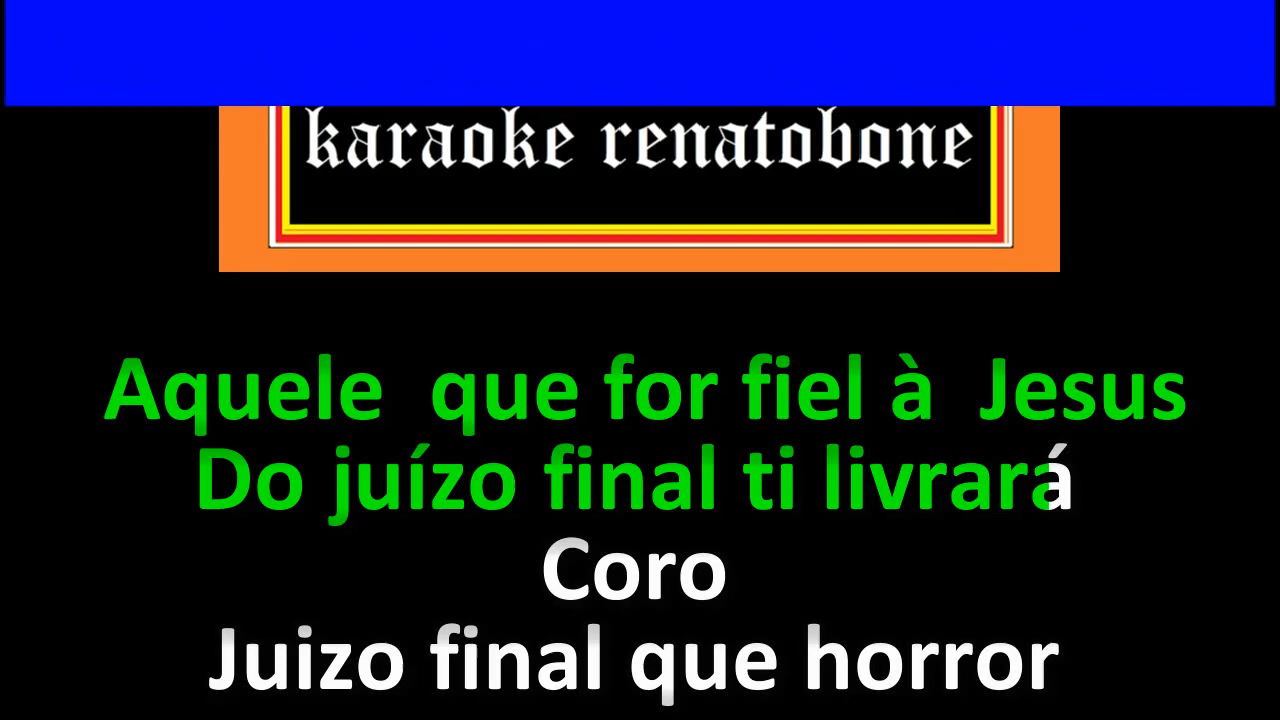 karaoke renatobone
Aquele que for fiel à Jesus
Do juízo final ti livrará
Coro
Juizo final que horror